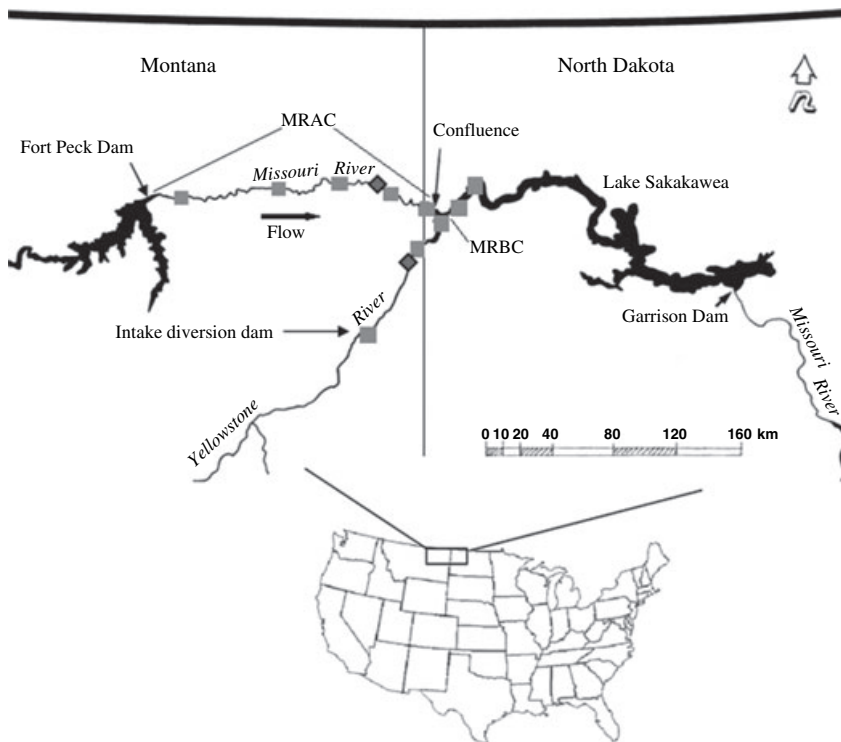 Montana
North Dakota
MRAC
Confluence
Fort Peck Dam
Missouri River
Lake Sakakawea
Flow
MRBC
Intake diversion dam
River
Garrison Dam
Missouri
River
Yellowstone
0 10 20 40 80 120 160 km
n